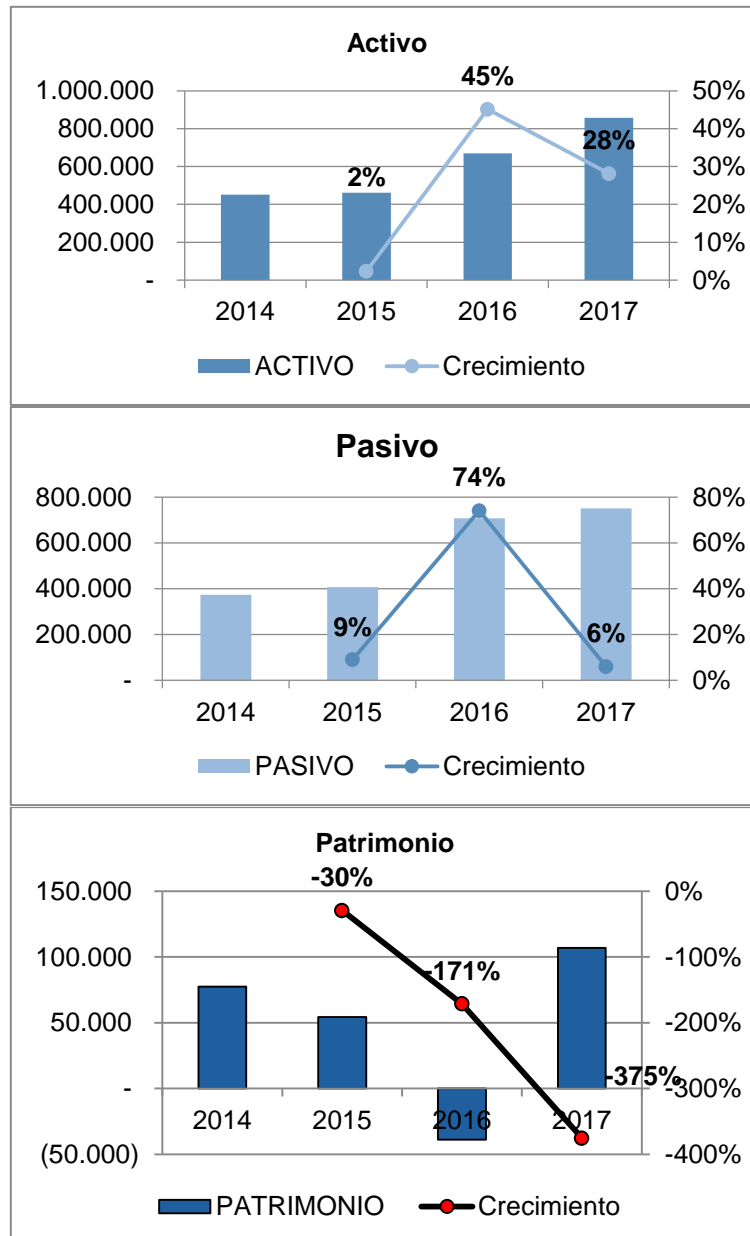 Activo
45%
1.000.000 50%
800.000 40%
28%
600.000 30%
2%
400.000 20%
200.000 10%
- 0%
2014 2015 2016 2017
ACTIVO Crecimiento
Pasivo
74%
800.000 80%
600.000 60%
400.000 40%
9% 6%
200.000 20%
- 0%
2014 2015 2016 2017
PASIVO Crecimiento
Patrimonio
-30%
150.000 0%
-171%
100.000 -100%
50.000 -200%
-375%
- -300%
2014 2015 2016 2017
(50.000) -400%
PATRIMONIO Crecimiento